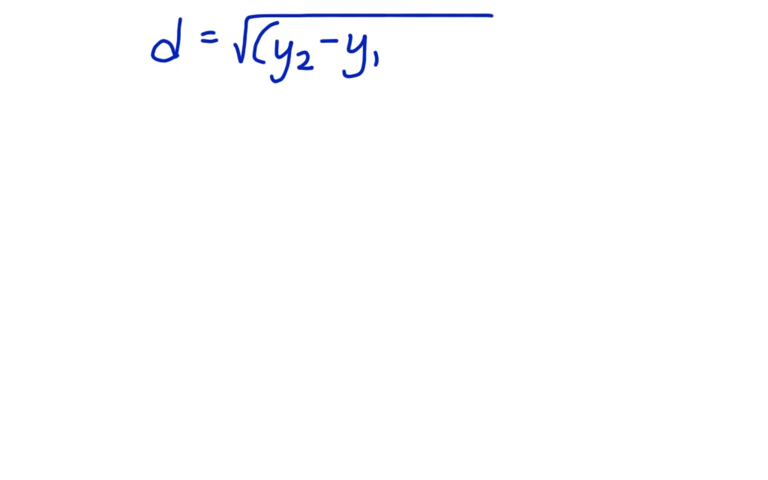 d = √(y₂ - y₁